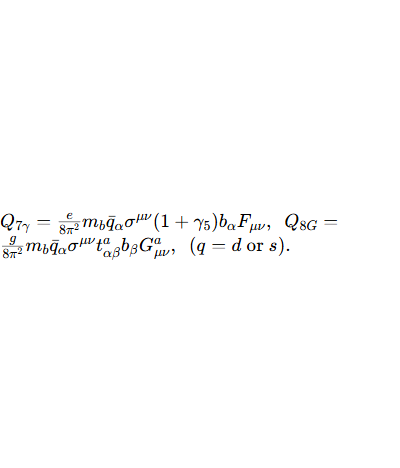 $Q_{7\gamma} = \frac{e}{8\pi^2} m_b \bar{q}_\alpha \sigma^{\mu\nu} (1 + \gamma_5) b_\alpha F_{\mu\nu}, \ \ Q_{8G} =$
$\frac{g}{8\pi^2} m_b \bar{q}_\alpha \sigma^{\mu\nu} t^a_{\alpha\beta} b_\beta G^a_{\mu\nu}, \ \ (q = d \text{ or } s).$